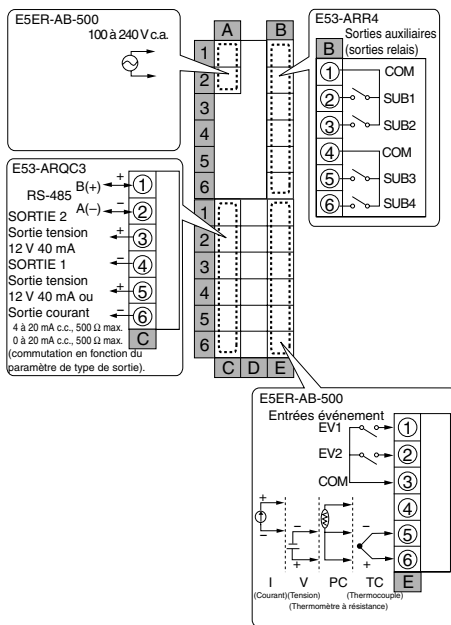 E5ER-AB-500
100 à 240 V c.a.
A
B
1
2
3
4
5
6
1
2
3
4
5
6
C D E
E53-ARR4
Sorties auxiliaires
(sorties relais)
B
1 COM
2 SUB1
3 SUB2
4 COM
5 SUB3
6 SUB4
E53-ARQC3
RS-485
B(+) + 1
A(−) − 2
SORTIE 2
Sortie tension
12 V 40 mA
+ 3
SORTIE 1
− 4
Sortie tension
12 V 40 mA ou
+ 5
Sortie courant
− 6
4 à 20 mA c.c., 500 Ω max.
0 à 20 mA c.c., 500 Ω max.
(commutation en fonction du
paramètre de type de sortie).
C
E5ER-AB-500
Entrées événement
EV1 1
EV2 2
COM 3
4
5
6
+ − − + − +
I V PC TC E
(Courant) (Tension) (Thermocouple)
(Thermomètre à résistance)